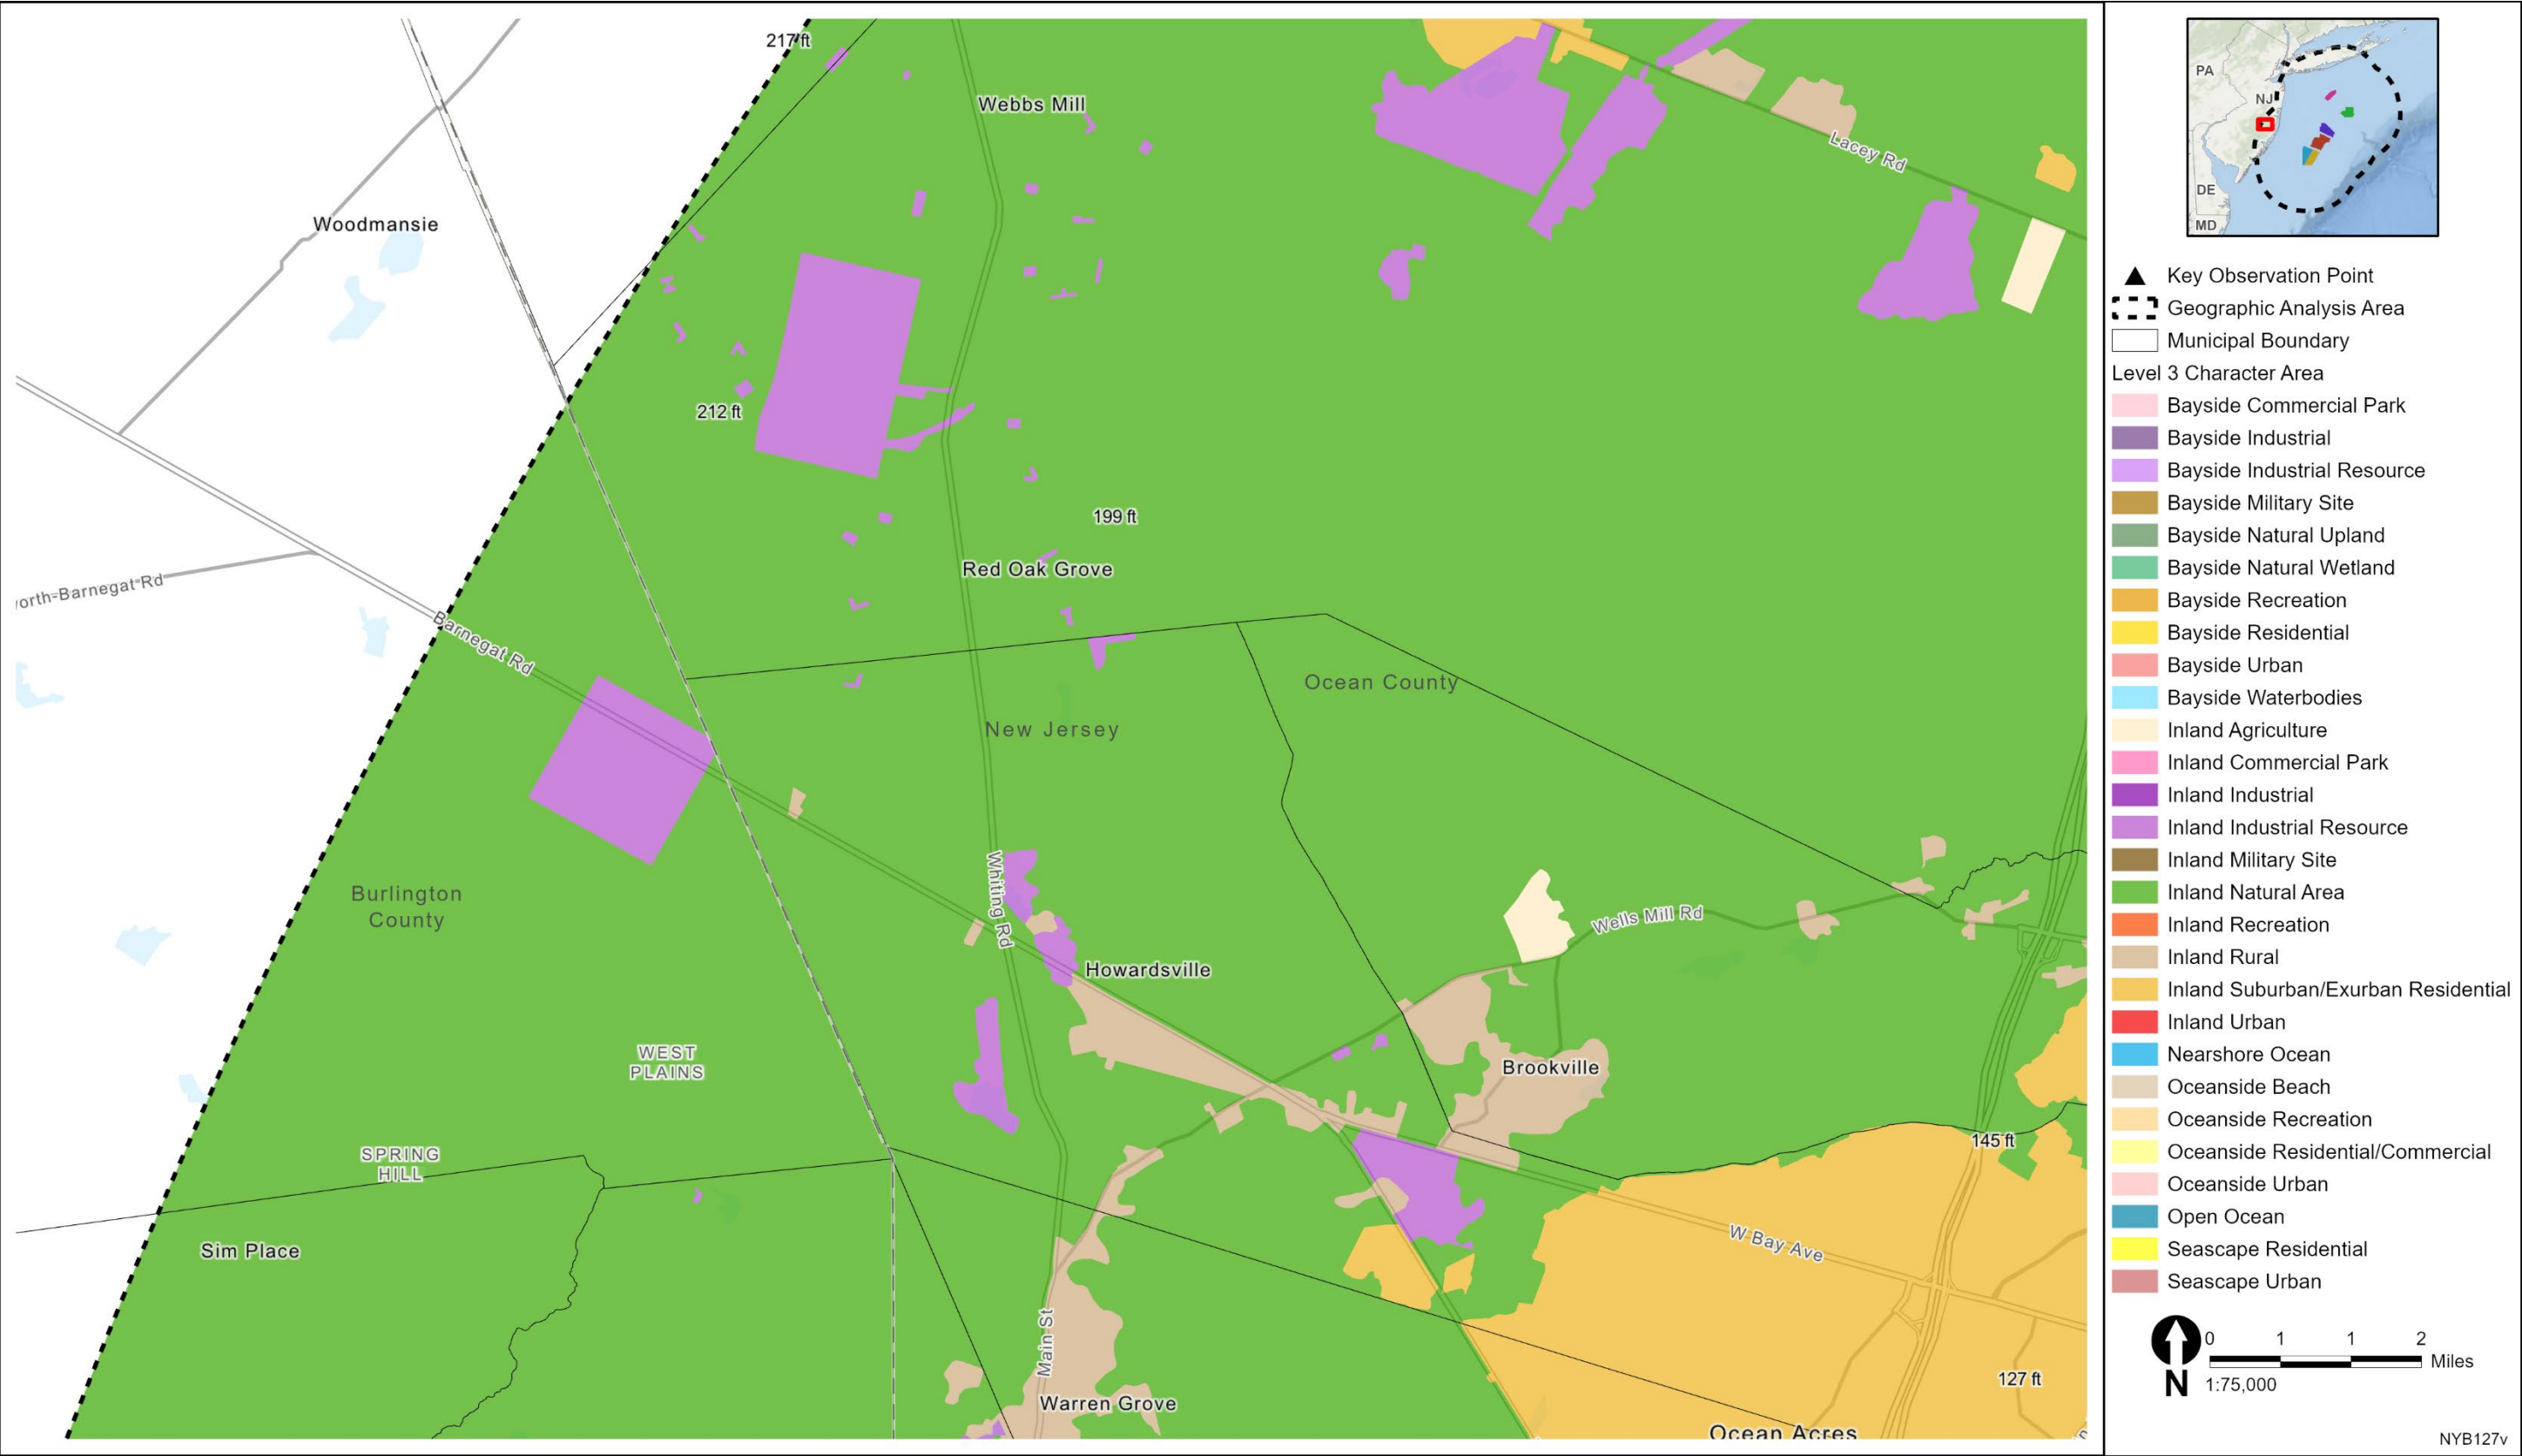 217 ft
Webbs Mill
Lacey Rd
Woodmansie
212 ft
199 ft
Red Oak Grove
orth-Barnegat Rd
Barnegat Rd
Ocean County
New Jersey
Burlington
County
Whiting Rd
Wells Mill Rd
Howardsville
WEST
PLAINS
Brookville
SPRING
HILL
145 ft
Sim Place
W Bay Ave
Main St
127 ft
Warren Grove
Ocean Acres
PA
NJ
DE
MD
Key Observation Point
Geographic Analysis Area
Municipal Boundary
Level 3 Character Area
Bayside Commercial Park
Bayside Industrial
Bayside Industrial Resource
Bayside Military Site
Bayside Natural Upland
Bayside Natural Wetland
Bayside Recreation
Bayside Residential
Bayside Urban
Bayside Waterbodies
Inland Agriculture
Inland Commercial Park
Inland Industrial
Inland Industrial Resource
Inland Military Site
Inland Natural Area
Inland Recreation
Inland Rural
Inland Suburban/Exurban Residential
Inland Urban
Nearshore Ocean
Oceanside Beach
Oceanside Recreation
Oceanside Residential/Commercial
Oceanside Urban
Open Ocean
Seascape Residential
Seascape Urban
0 1 1 2
Miles
N 1:75,000
NYB127v